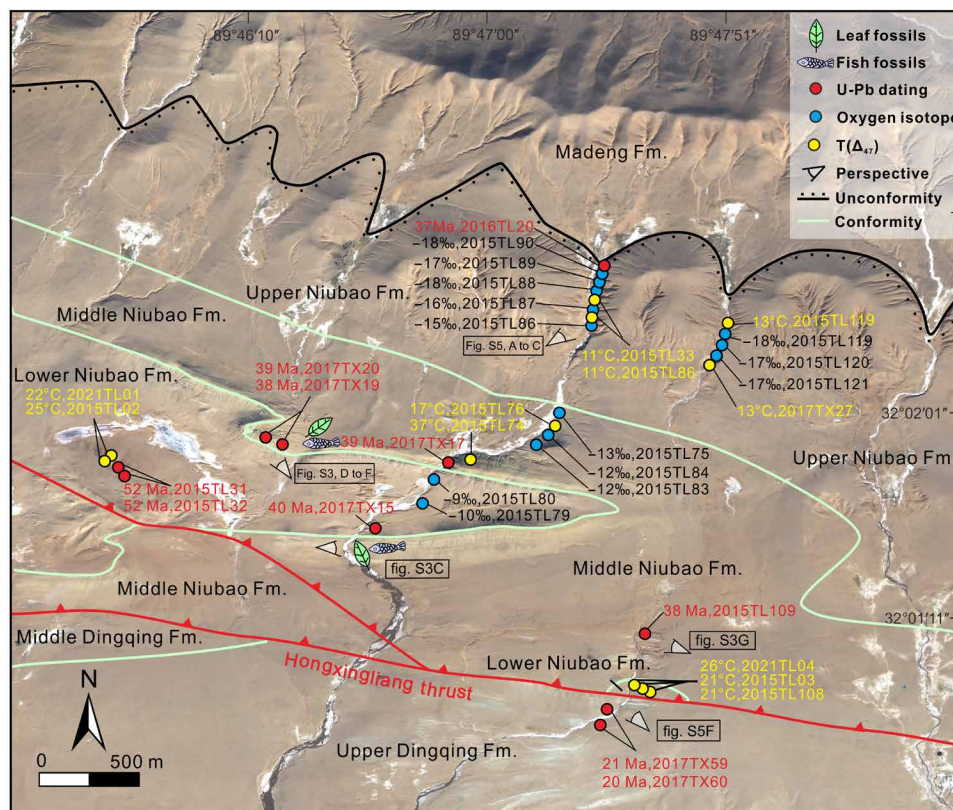 89°46′10″
89°47′00″
89°47′51″
Leaf fossils
Fish fossils
U-Pb dating
Oxygen isotope
T(Δ₄₇)
Perspective
Unconformity
Conformity
Madeng Fm.
37Ma,2016TL20
−18‰,2015TL90
−17‰,2015TL89
−18‰,2015TL88
−16‰,2015TL87
−15‰,2015TL86
Fig. S5, A to C
11°C,2015TL33
11°C,2015TL86
13°C,2015TL119
−18‰,2015TL119
−17‰,2015TL120
−17‰,2015TL121
13°C,2017TX27
Upper Niubao Fm.
Middle Niubao Fm.
Lower Niubao Fm.
22°C,2021TL01
25°C,2015TL02
39 Ma,2017TX20
38 Ma,2017TX19
17°C,2015TL76
37°C,2015TL74
39 Ma,2017TX17
Fig. S3, D to F
32°02′01″
−13‰,2015TL75
−12‰,2015TL84
−12‰,2015TL83
Upper Niubao Fm
52 Ma,2015TL31
52 Ma,2015TL32
−9‰,2015TL80
−10‰,2015TL79
40 Ma,2017TX15
fig. S3C
Middle Niubao Fm.
Middle Niubao Fm.
32°01′11″
38 Ma,2015TL109
fig. S3G
Middle Dingqing Fm.
Hongxingliang thrust
Lower Niubao Fm.
26°C,2021TL04
21°C,2015TL03
21°C,2015TL108
fig. S5F
N
0 500 m
Upper Dingqing Fm.
21 Ma,2017TX59
20 Ma,2017TX60